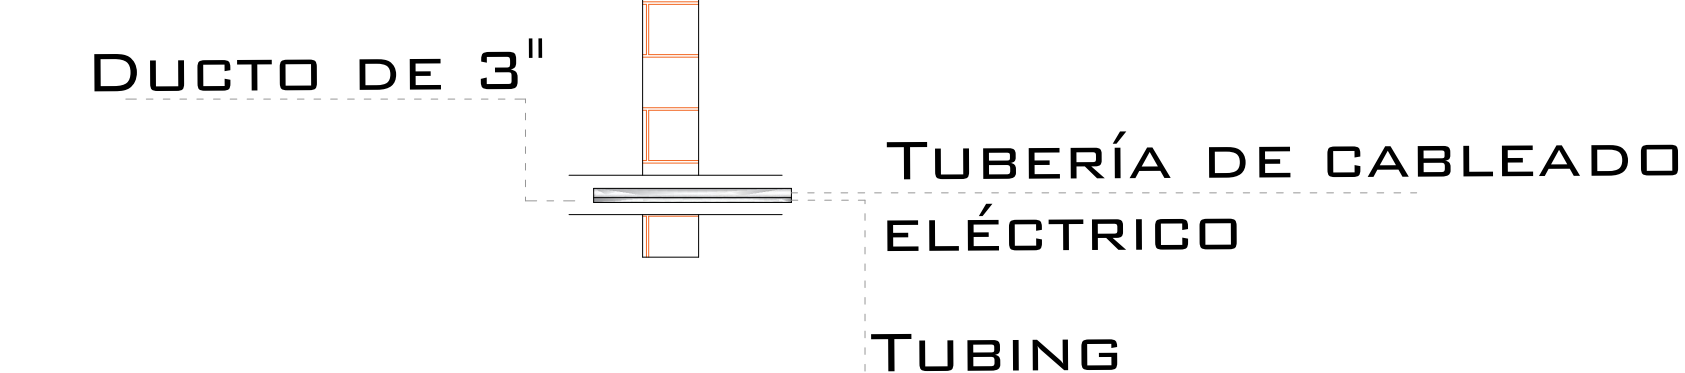 Ducto de 3"
Tubería de cableado
eléctrico
Tubing